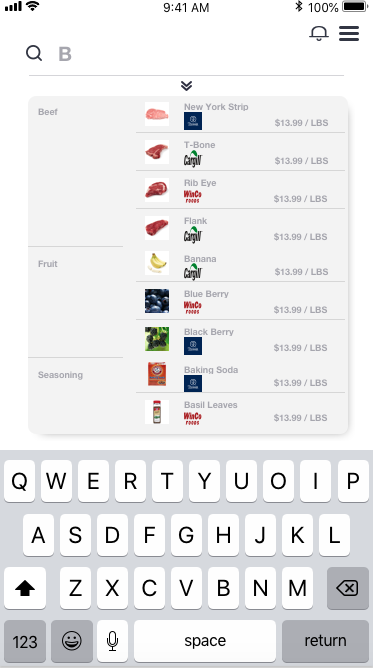 9:41 AM
100%
B
Beef
New York Strip
$13.99 / LBS
T-Bone
Cargill
$13.99 / LBS
Rib Eye
WinCo
FOODS
$13.99 / LBS
Flank
Cargill
$13.99 / LBS
Fruit
Banana
Cargill
$13.99 / LBS
Blue Berry
WinCo
FOODS
$13.99 / LBS
Black Berry
$13.99 / LBS
Seasoning
Baking Soda
$13.99 / LBS
Basil Leaves
WinCo
FOODS
$13.99 / LBS
Q W E R T Y U O I P
A S D F G H J K L
Z X C V B N M
123 space return